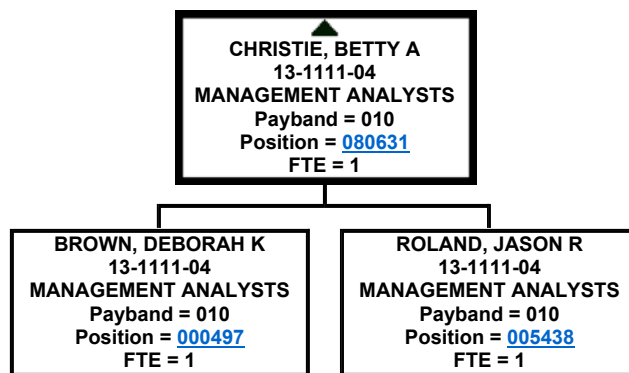 CHRISTIE, BETTY A
13-1111-04
MANAGEMENT ANALYSTS
Payband = 010
Position = 080631
FTE = 1
BROWN, DEBORAH K
13-1111-04
MANAGEMENT ANALYSTS
Payband = 010
Position = 000497
FTE = 1
ROLAND, JASON R
13-1111-04
MANAGEMENT ANALYSTS
Payband = 010
Position = 005438
FTE = 1